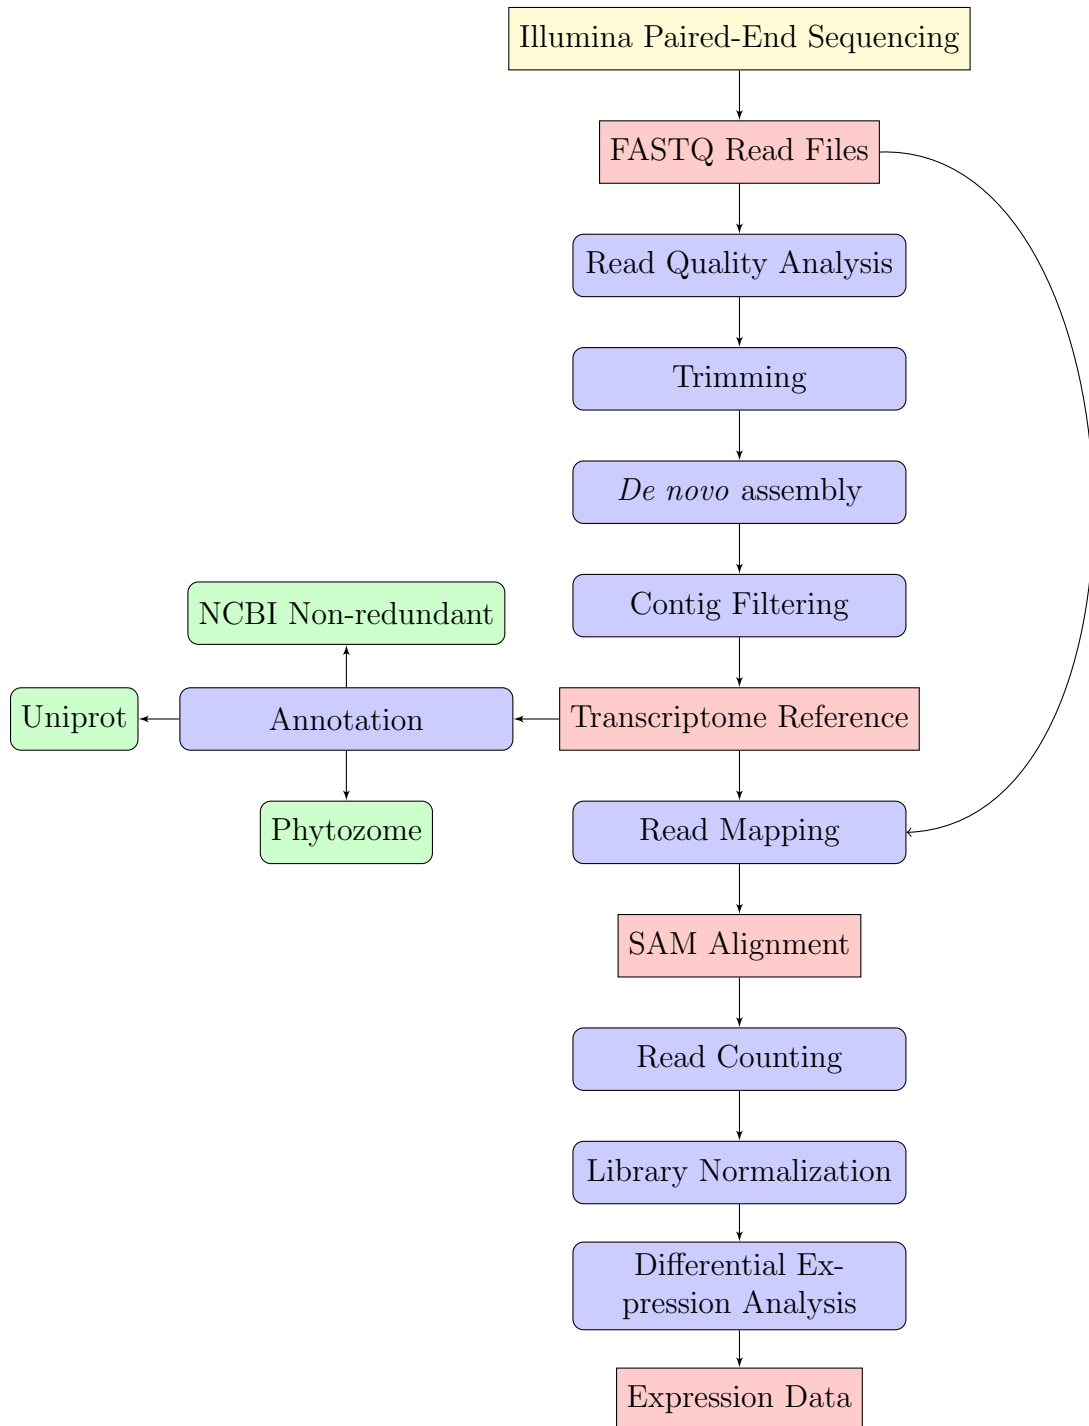 Illumina Paired-End Sequencing
FASTQ Read Files
Read Quality Analysis
Trimming
De novo assembly
Contig Filtering
NCBI Non-redundant
Uniprot
Annotation
Transcriptome Reference
Phytozome
Read Mapping
SAM Alignment
Read Counting
Library Normalization
Differential Ex-
pression Analysis
Expression Data